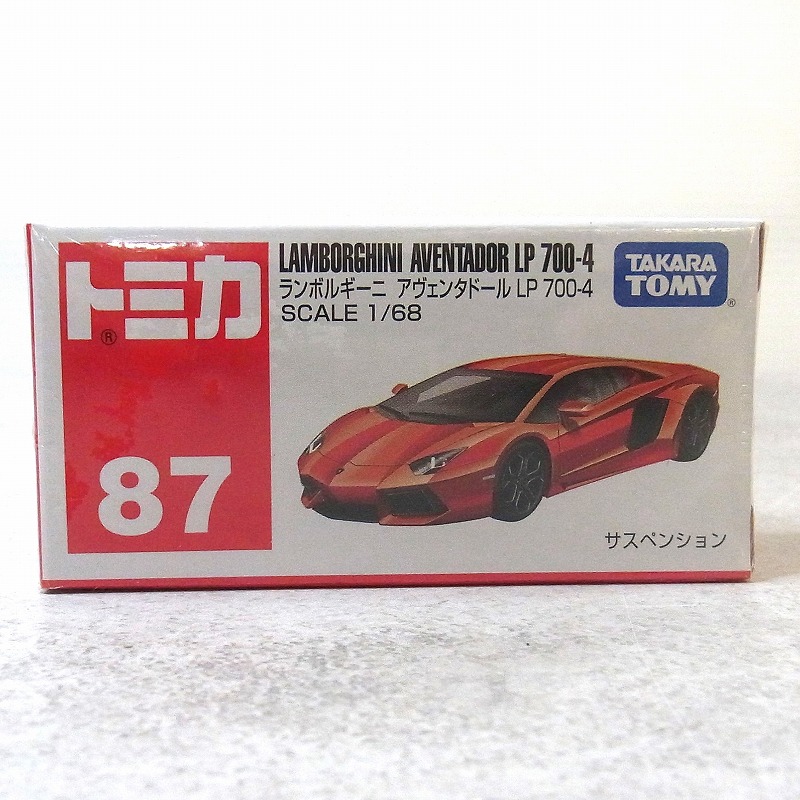 トミカ®
87
LAMBORGHINI AVENTADOR LP 700-4
ランボルギーニ アヴェンタドール LP 700-4
SCALE 1/68
TAKARA
TOMY®
サスペンション